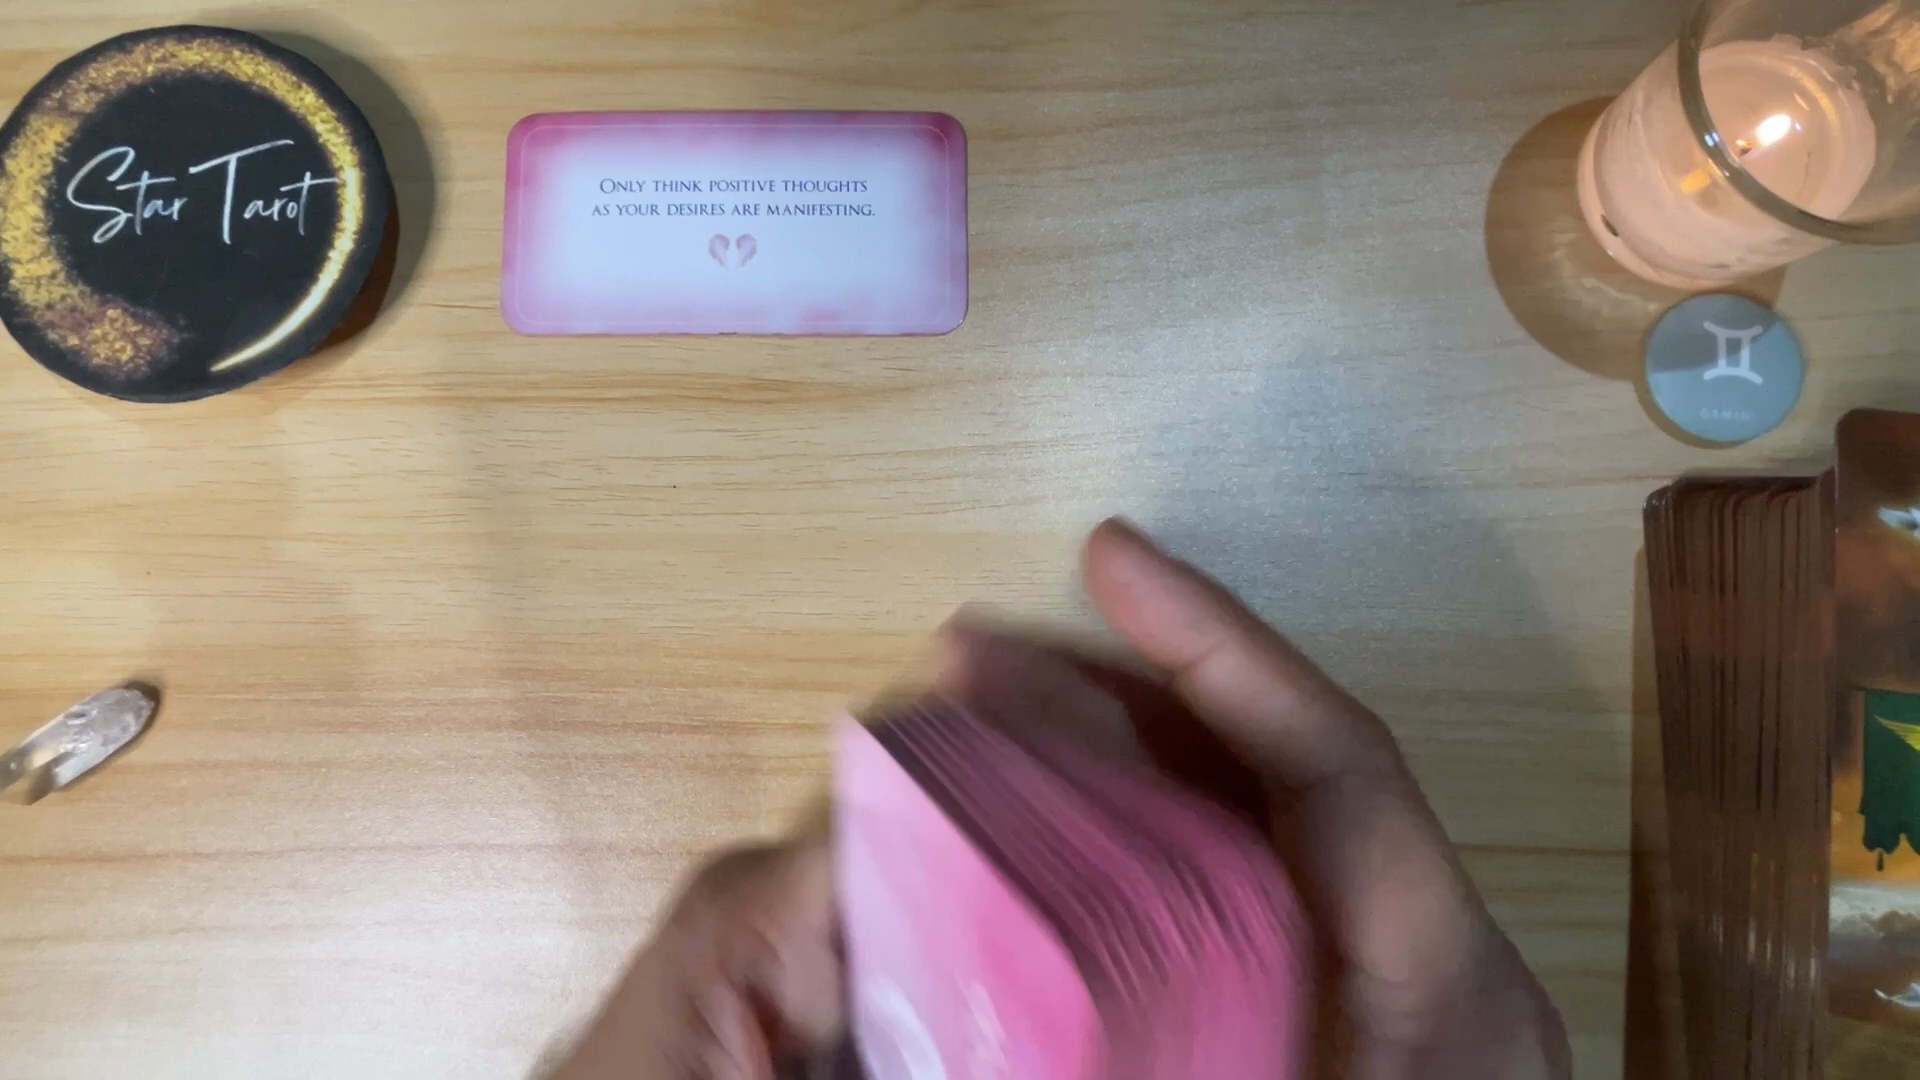 Star Tarot
ONLY THINK POSITIVE THOUGHTS
AS YOUR DESIRES ARE MANIFESTING.